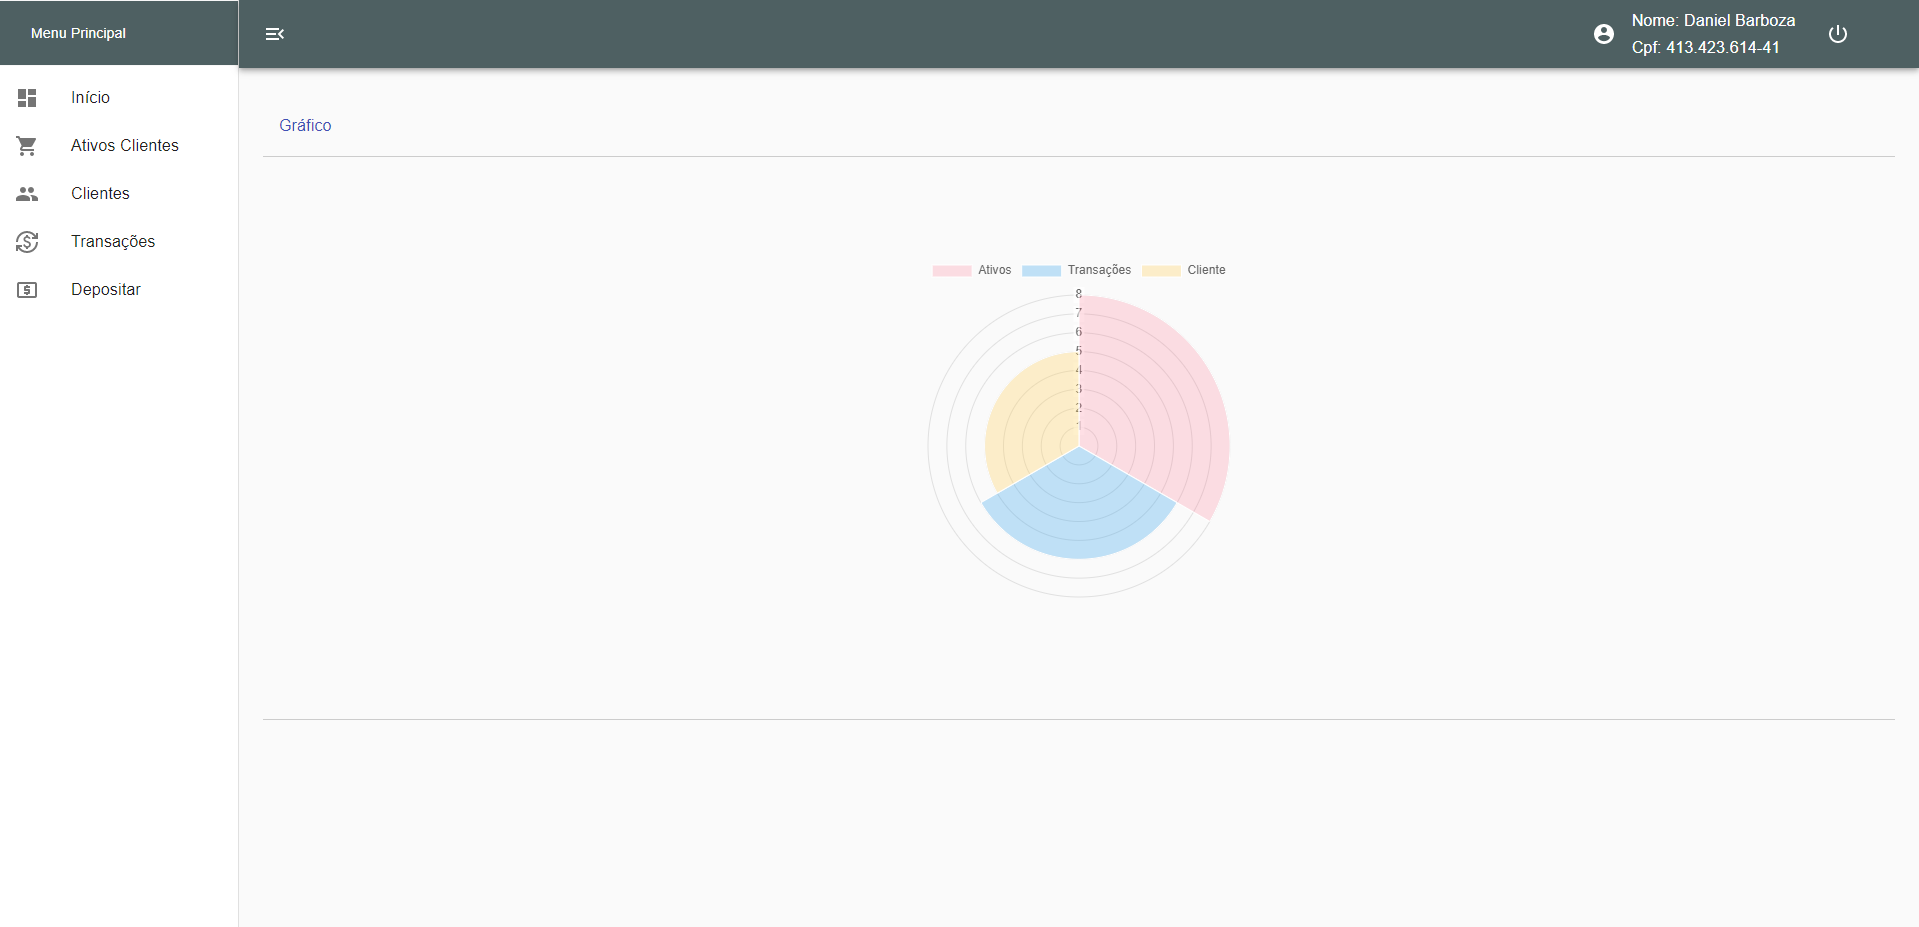 Menu Principal
Nome: Daniel Barboza
Cpf: 413.423.614-41
Início
Ativos Clientes
Clientes
Transações
Depositar
Gráfico
Ativos Transações Cliente
8
7
6
5
4
3
2
1